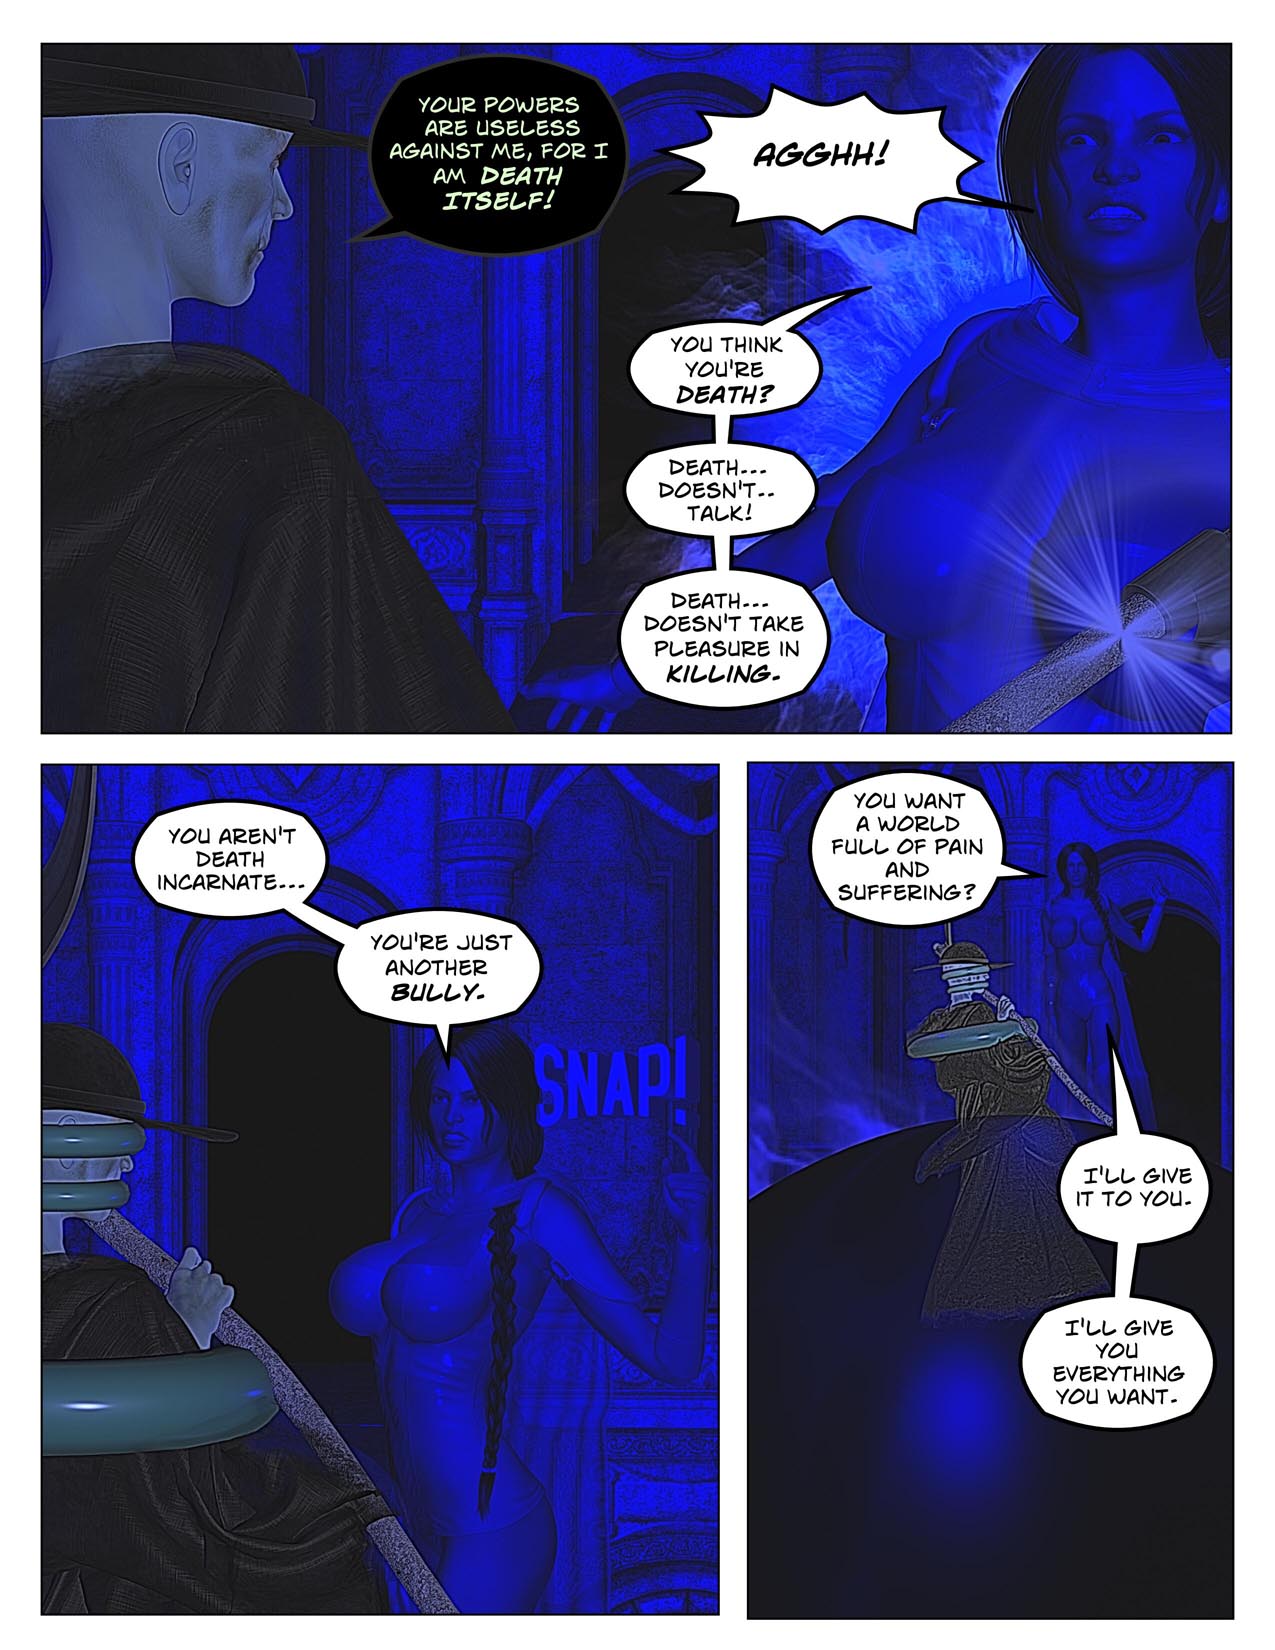 YOUR POWERS
ARE USELESS
AGAINST ME, FOR I
AM DEATH
ITSELF!
AGGHH!
YOU THINK
YOU'RE
DEATH?
DEATH...
DOESN'T..
TALK!
DEATH...
DOESN'T TAKE
PLEASURE IN
KILLING.
YOU AREN'T
DEATH
INCARNATE...
YOU'RE JUST
ANOTHER
BULLY.
SNAP!
YOU WANT
A WORLD
FULL OF PAIN
AND
SUFFERING?
I'LL GIVE
IT TO YOU.
I'LL GIVE
YOU
EVERYTHING
YOU WANT.